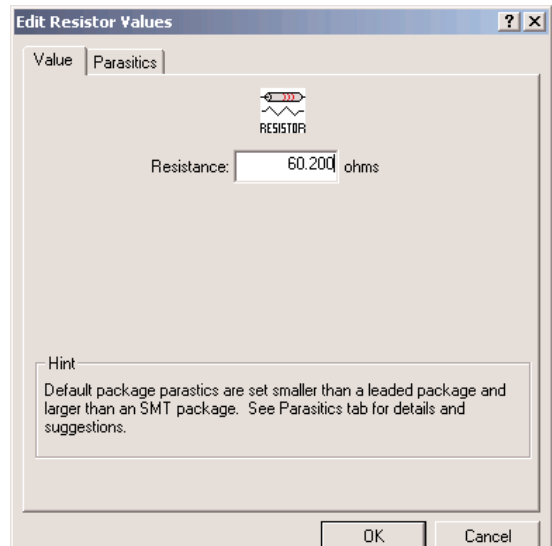 Edit Resistor Values
Value
Parasitics
RESISTOR
Resistance: 60.200 ohms
Hint
Default package parastics are set smaller than a leaded package and
larger than an SMT package. See Parasitics tab for details and
suggestions.
OK
Cancel